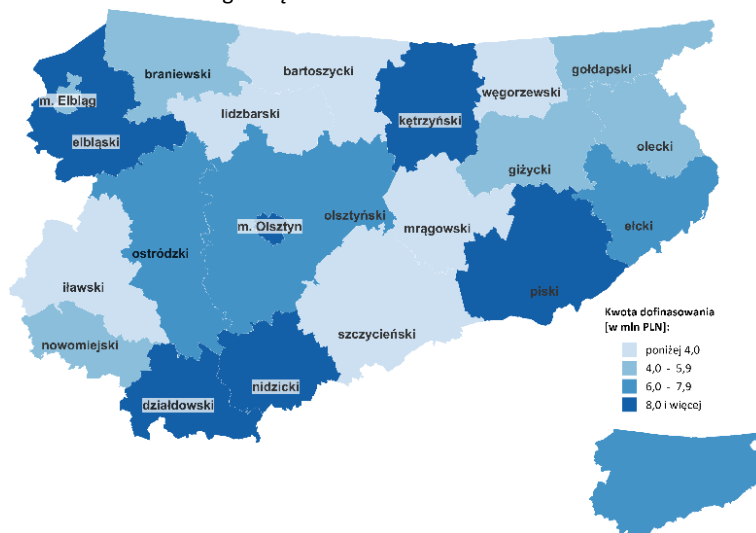 braniewski
bartoszycki
gołdapski
węgorzewski
m. Elbląg
lidzbarski
kętrzyński
elbląski
olecki
giżycki
olsztyński
m. Olsztyn
mrągowski
ełcki
ostródzki
iławski
piski
szczycieński
nowomiejski
nidzicki
działdowski
Kwota dofinasowania
[w mln PLN]:
poniżej 4,0
4,0 - 5,9
6,0 - 7,9
8,0 i więcej